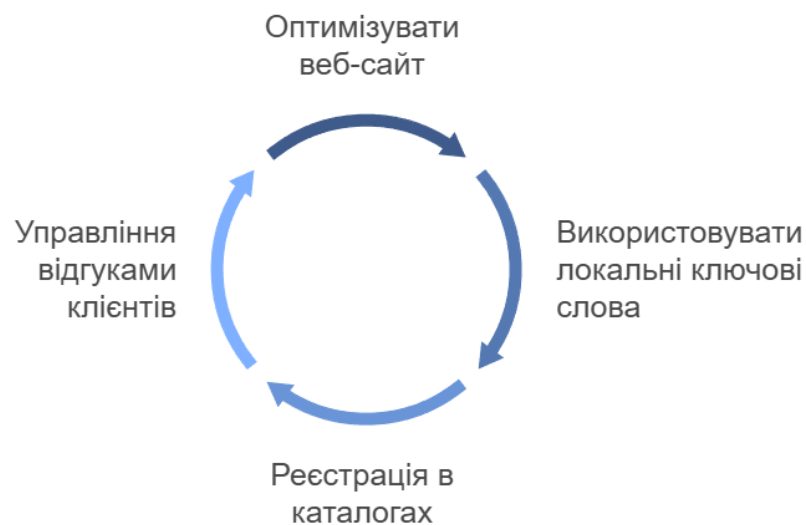 Оптимізувати
веб-сайт
Використовувати
локальні ключові
слова
Реєстрація в
каталогах
Управління
відгуками
клієнтів